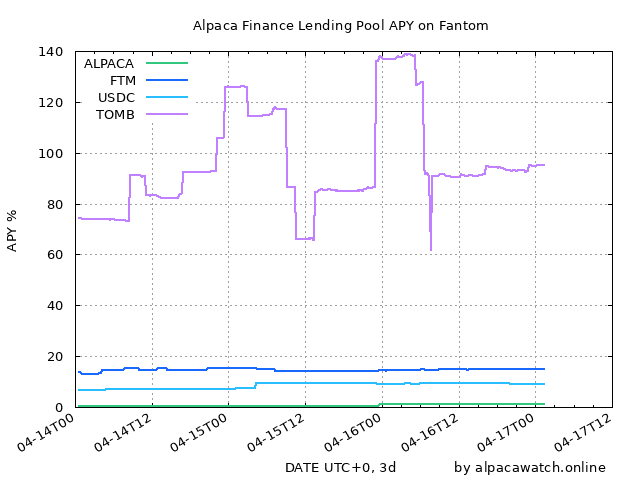 Alpaca Finance Lending Pool APY on Fantom
140
120
100
80
60
40
20
0
APY %
ALPACA
FTM
USDC
TOMB
04-14T00
04-14T12
04-15T00
04-15T12
04-16T00
04-16T12
04-17T00
04-17T12
DATE UTC+0, 3d
by alpacawatch.online